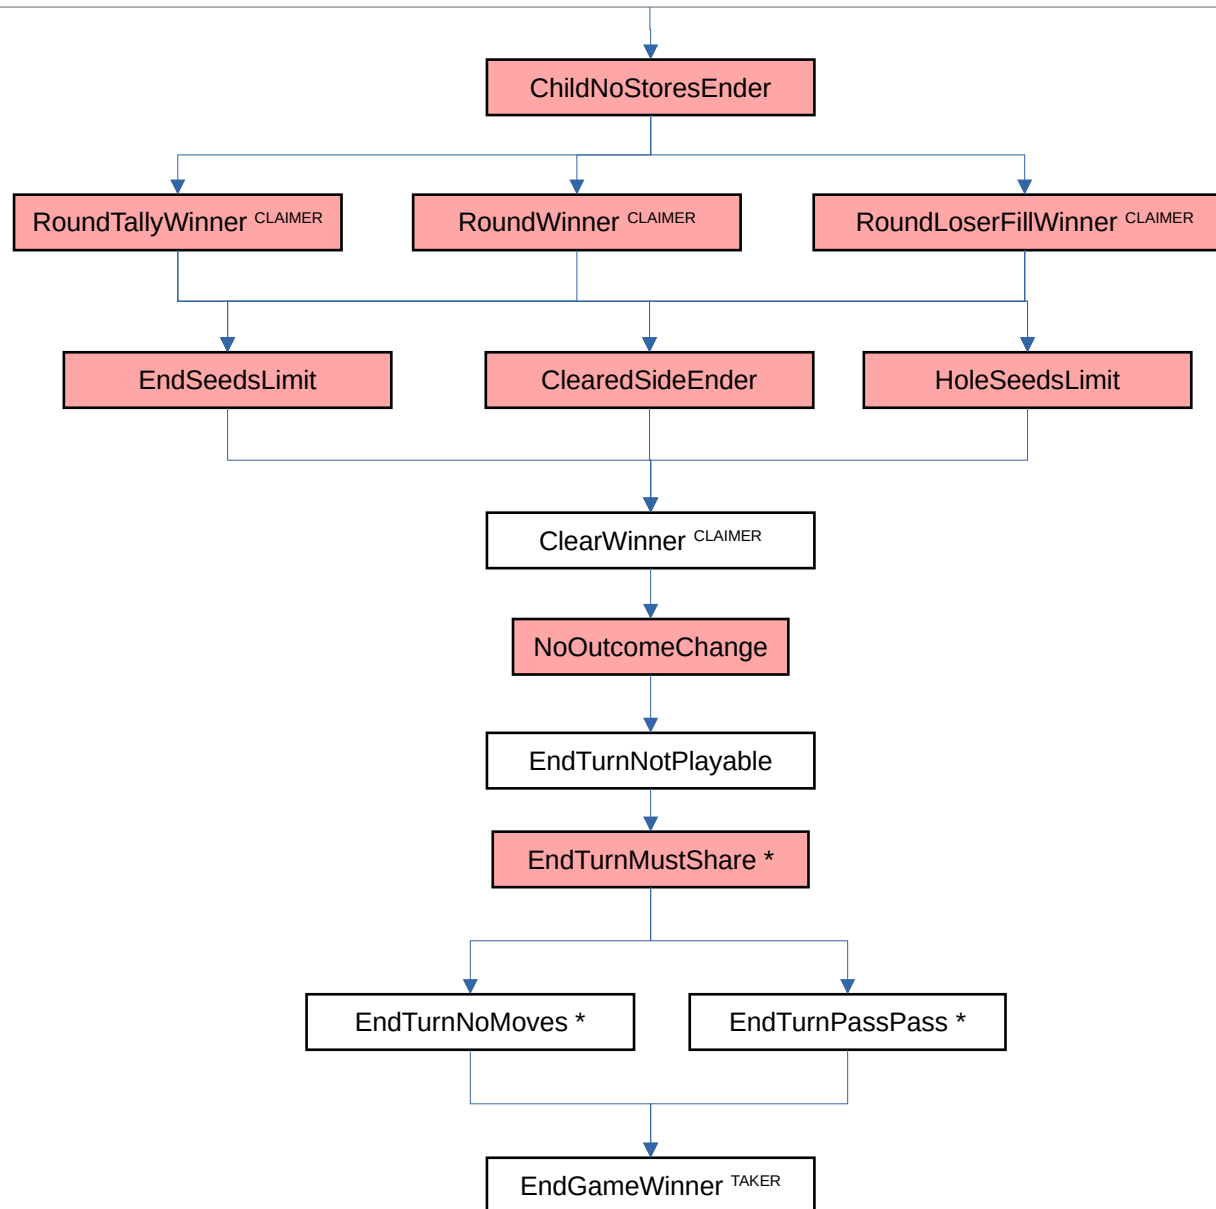 ChildNoStoresEnder
RoundTallyWinner CLAIMER
RoundWinner CLAIMER
RoundLoserFillWinner CLAIMER
EndSeedsLimit
ClearedSideEnder
HoleSeedsLimit
ClearWinner CLAIMER
NoOutcomeChange
EndTurnNotPlayable
EndTurnMustShare *
EndTurnNoMoves *
EndTurnPassPass *
EndGameWinner TAKER